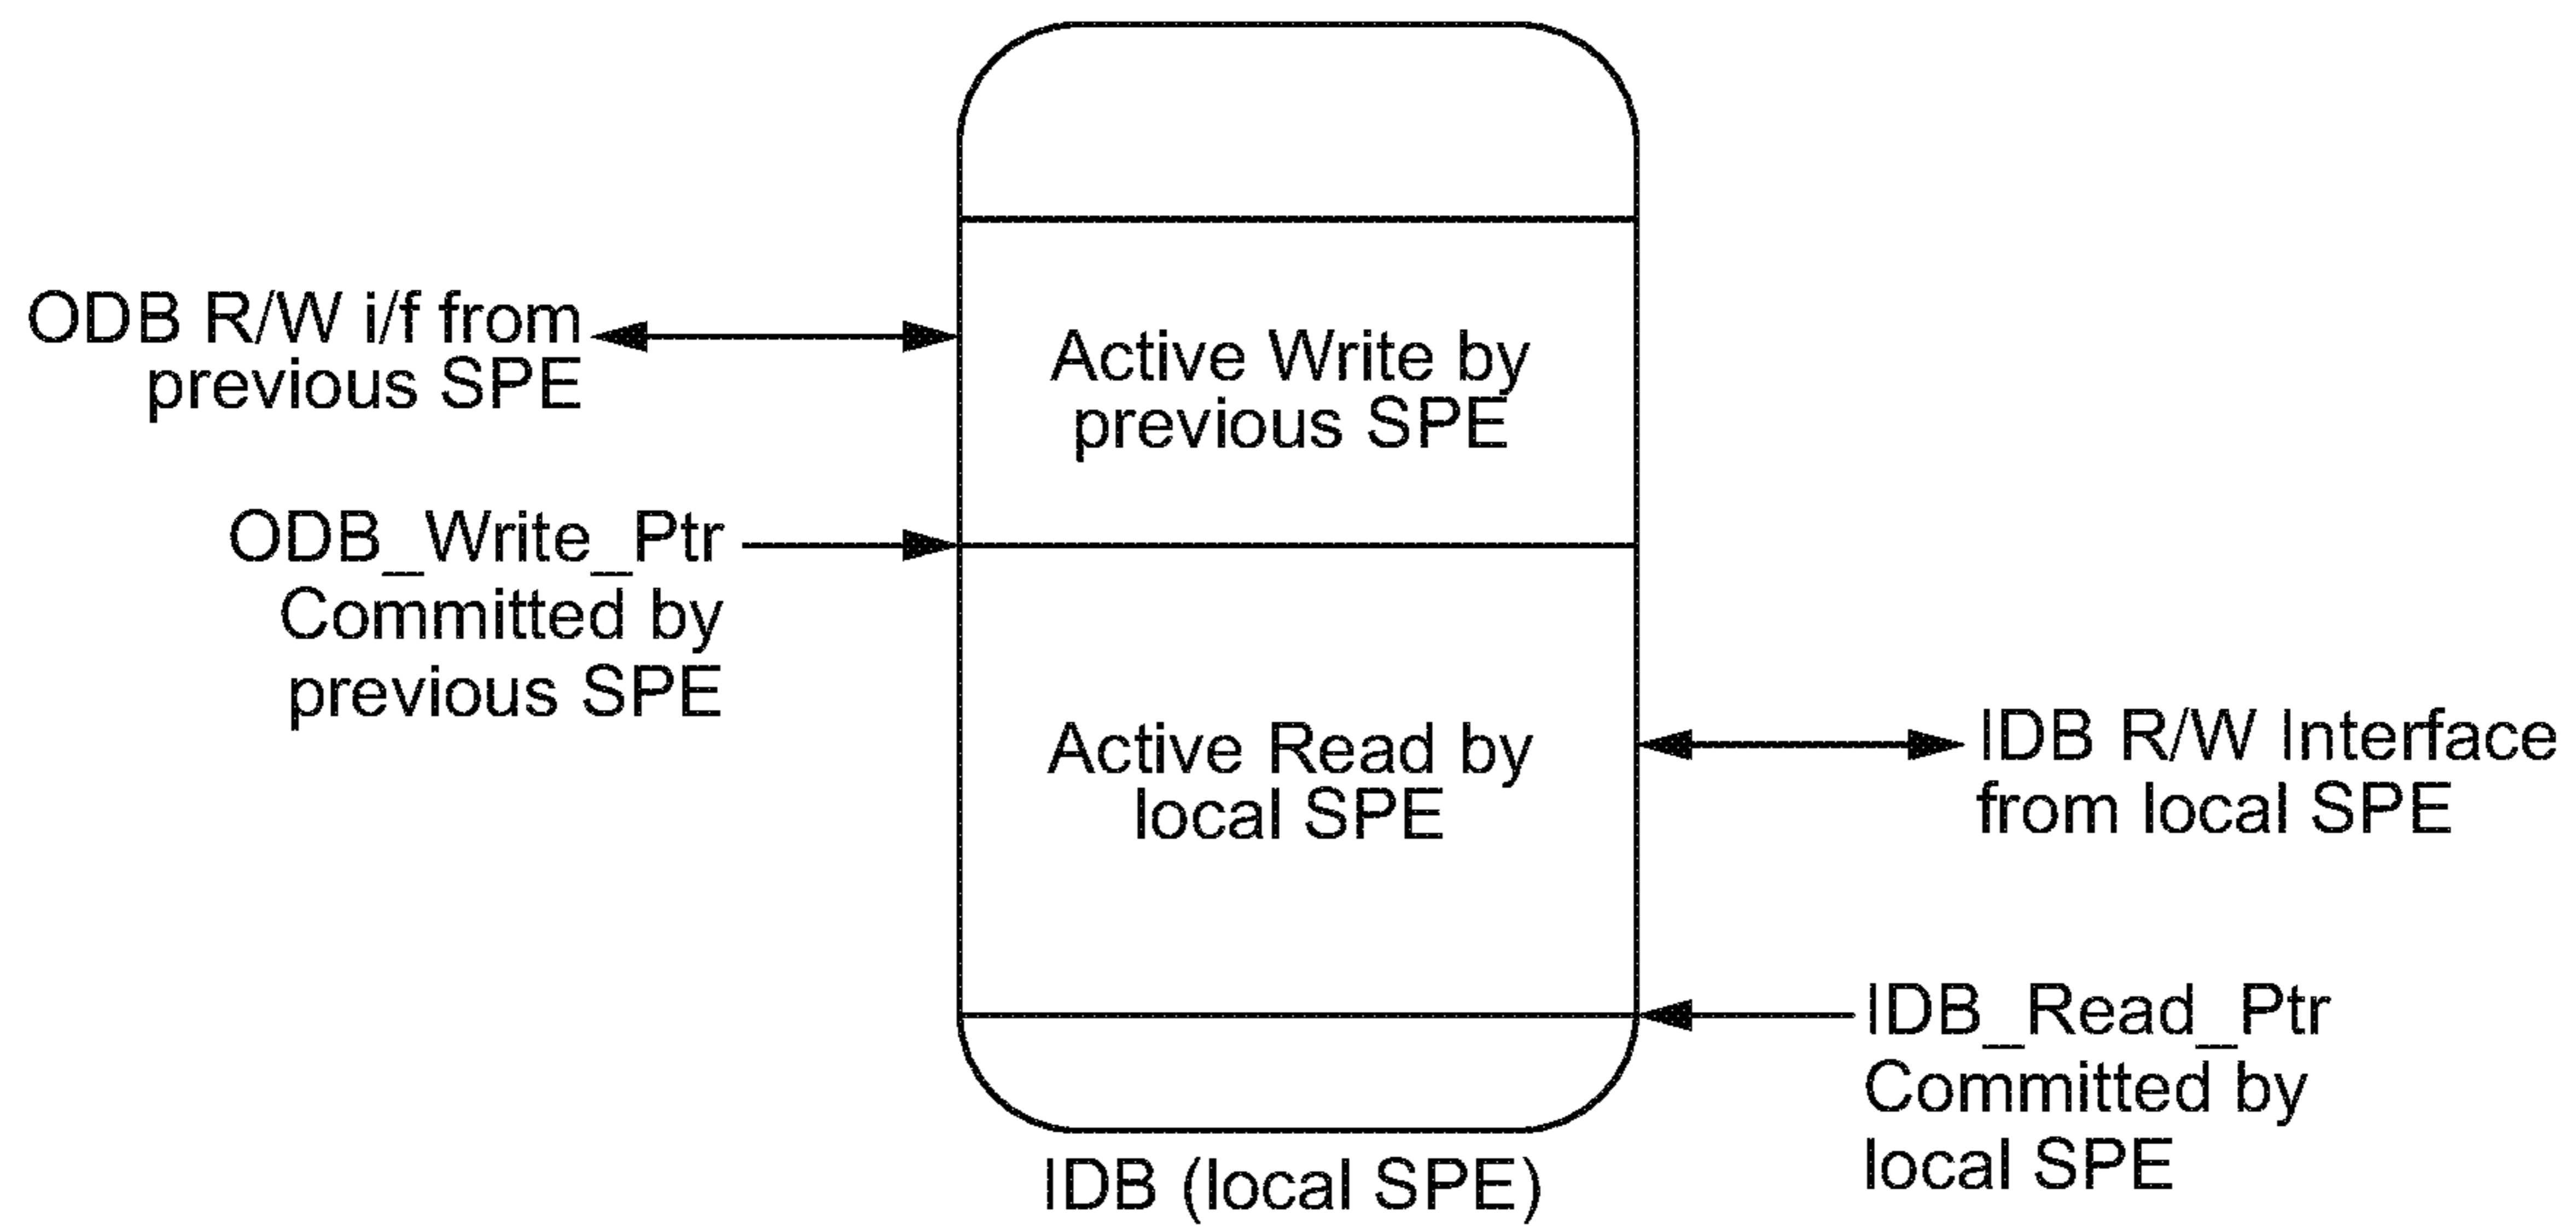 ODB R/W i/f from
previous SPE
Active Write by
previous SPE
ODB_Write_Ptr
Committed by
previous SPE
Active Read by
local SPE
IDB R/W Interface
from local SPE
IDB_Read_Ptr
Committed by
local SPE
IDB (local SPE)